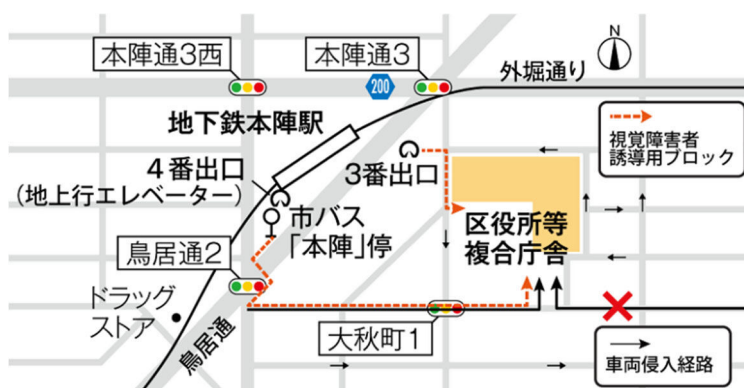 本陣通3西
本陣通3
200
外堀通り
N
地下鉄本陣駅
視覚障害者
誘導用ブロック
4番出口
(地上行エレベーター)
3番出口
市バス
「本陣」停
区役所等
複合庁舎
鳥居通2
ドラッグ
ストア
鳥居通
大秋町1
車両侵入経路